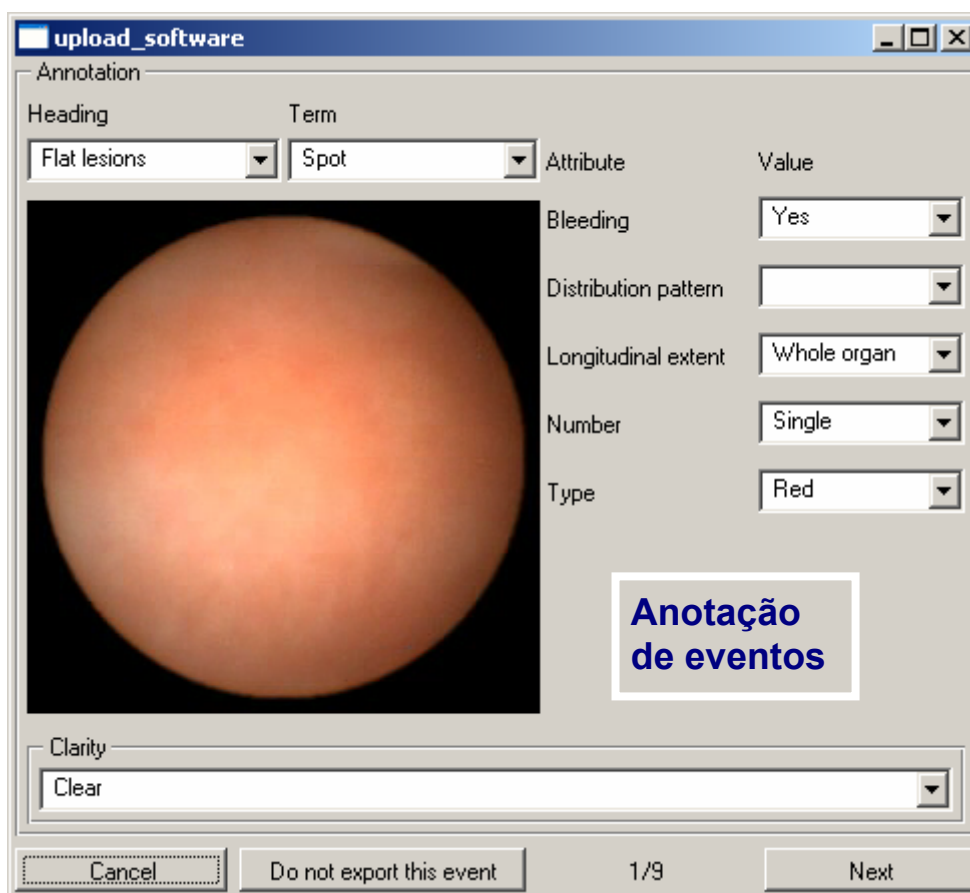 upload_software
Annotation
Heading Term
Flat lesions Spot
Attribute Value
Bleeding Yes
Distribution pattern
Longitudinal extent Whole organ
Number Single
Type Red
Anotação
de eventos
Clarity
Clear
Cancel Do not export this event 1/9 Next